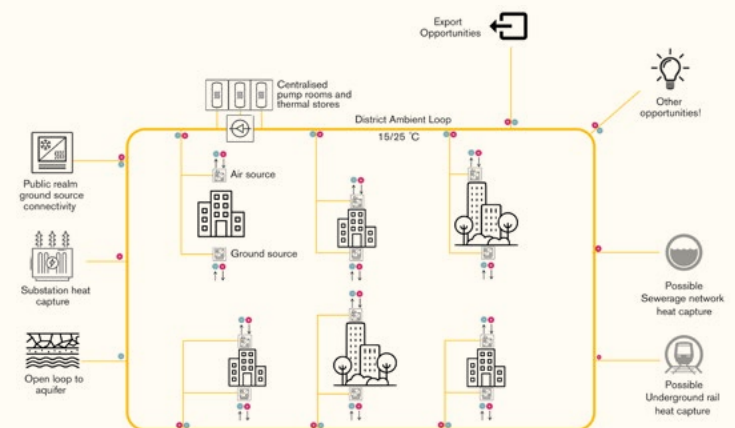 Export
Opportunities
Centralised
pump rooms and
thermal stores
District Ambient Loop
15/25 °C
Other
opportunities!
Public realm
ground source
connectivity
Air source
Ground source
Substation heat
capture
Possible
Sewerage network
heat capture
Open loop to
aquifer
Possible
Underground rail
heat capture